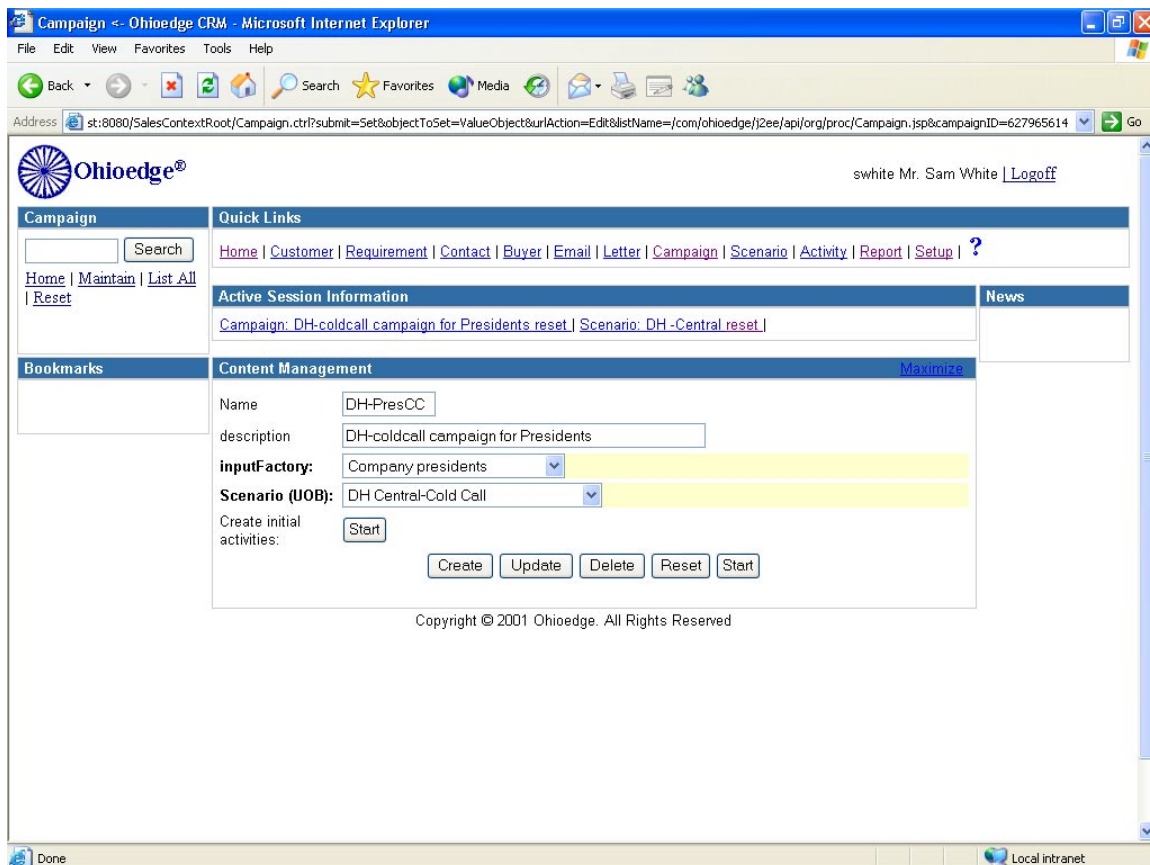 Campaign <- Ohioedge CRM - Microsoft Internet Explorer
File Edit View Favorites Tools Help
Back Search Favorites Media
Address st:8080/SalesContextRoot/Campaign.ctrl?submit=Set&objectToSet=ValueObject&urlAction=Edit&listName=/com/ohioedge/j2ee/api/org/proc/Campaign.jsp&campaignID=627965614 Go
Ohioedge®
swhite Mr. Sam White | Logoff
Campaign
Search
Home | Maintain | List All
| Reset
Quick Links
Home | Customer | Requirement | Contact | Buyer | Email | Letter | Campaign | Scenario | Activity | Report | Setup | ?
Active Session Information
Campaign: DH-coldcall campaign for Presidents reset | Scenario: DH -Central reset |
News
Bookmarks
Content Management Maximize
Name DH-PresCC
description DH-coldcall campaign for Presidents
inputFactory: Company presidents
Scenario (UOB): DH Central-Cold Call
Create initial
activities: Start
Create Update Delete Reset Start
Copyright © 2001 Ohioedge. All Rights Reserved
Done Local intranet